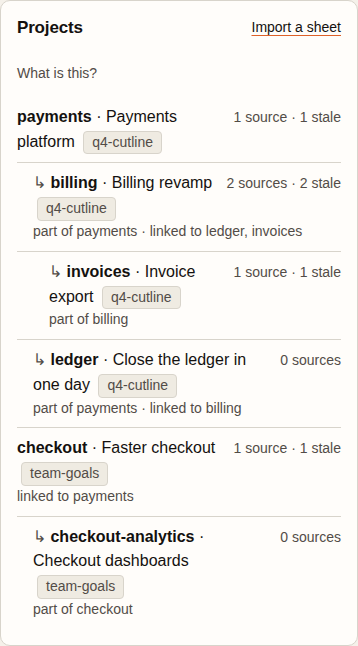 Projects Import a sheet
What is this?
payments · Payments 1 source · 1 stale
platform q4-cutline
↳ billing · Billing revamp 2 sources · 2 stale
q4-cutline
part of payments · linked to ledger, invoices
↳ invoices · Invoice 1 source · 1 stale
export q4-cutline
part of billing
↳ ledger · Close the ledger in 0 sources
one day q4-cutline
part of payments · linked to billing
checkout · Faster checkout 1 source · 1 stale
team-goals
linked to payments
↳ checkout-analytics · 0 sources
Checkout dashboards
team-goals
part of checkout